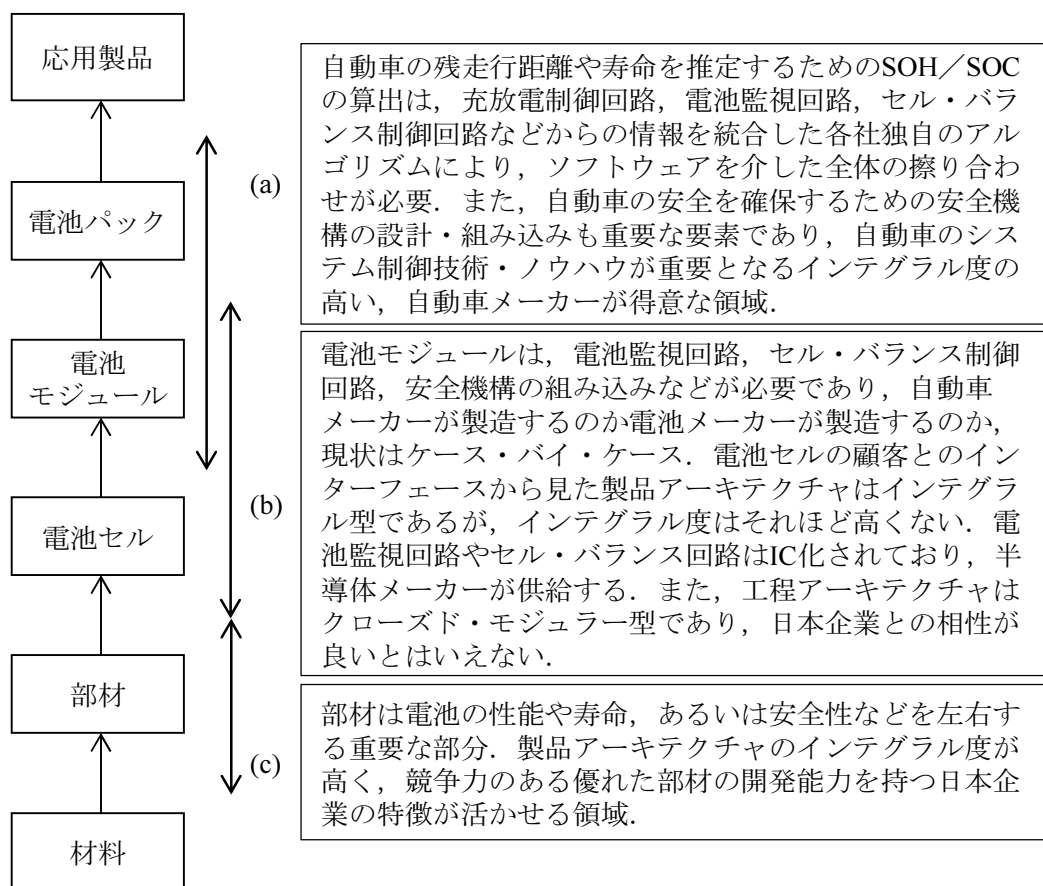 応用製品
電池パック
電池
モジュール
電池セル
部材
材料
(a)
自動車の残走行距離や寿命を推定するためのSOH／SOC
の算出は，充放電制御回路，電池監視回路，セル・バラ
ンス制御回路などからの情報を統合した各社独自のアル
ゴリズムにより，ソフトウェアを介した全体の擦り合わ
せが必要．また，自動車の安全を確保するための安全機
構の設計・組み込みも重要な要素であり，自動車のシス
テム制御技術・ノウハウが重要となるインテグラル度の
高い，自動車メーカーが得意な領域．
(b)
電池モジュールは，電池監視回路，セル・バランス制御
回路，安全機構の組み込みなどが必要であり，自動車
メーカーが製造するのか電池メーカーが製造するのか，
現状はケース・バイ・ケース．電池セルの顧客とのイン
ターフェースから見た製品アーキテクチャはインテグラ
ル型であるが，インテグラル度はそれほど高くない．電
池監視回路やセル・バランス回路はIC化されており，半
導体メーカーが供給する．また，工程アーキテクチャは
クローズド・モジュラー型であり，日本企業との相性が
良いとはいえない．
(c)
部材は電池の性能や寿命，あるいは安全性などを左右す
る重要な部分．製品アーキテクチャのインテグラル度が
高く，競争力のある優れた部材の開発能力を持つ日本企
業の特徴が活かせる領域．